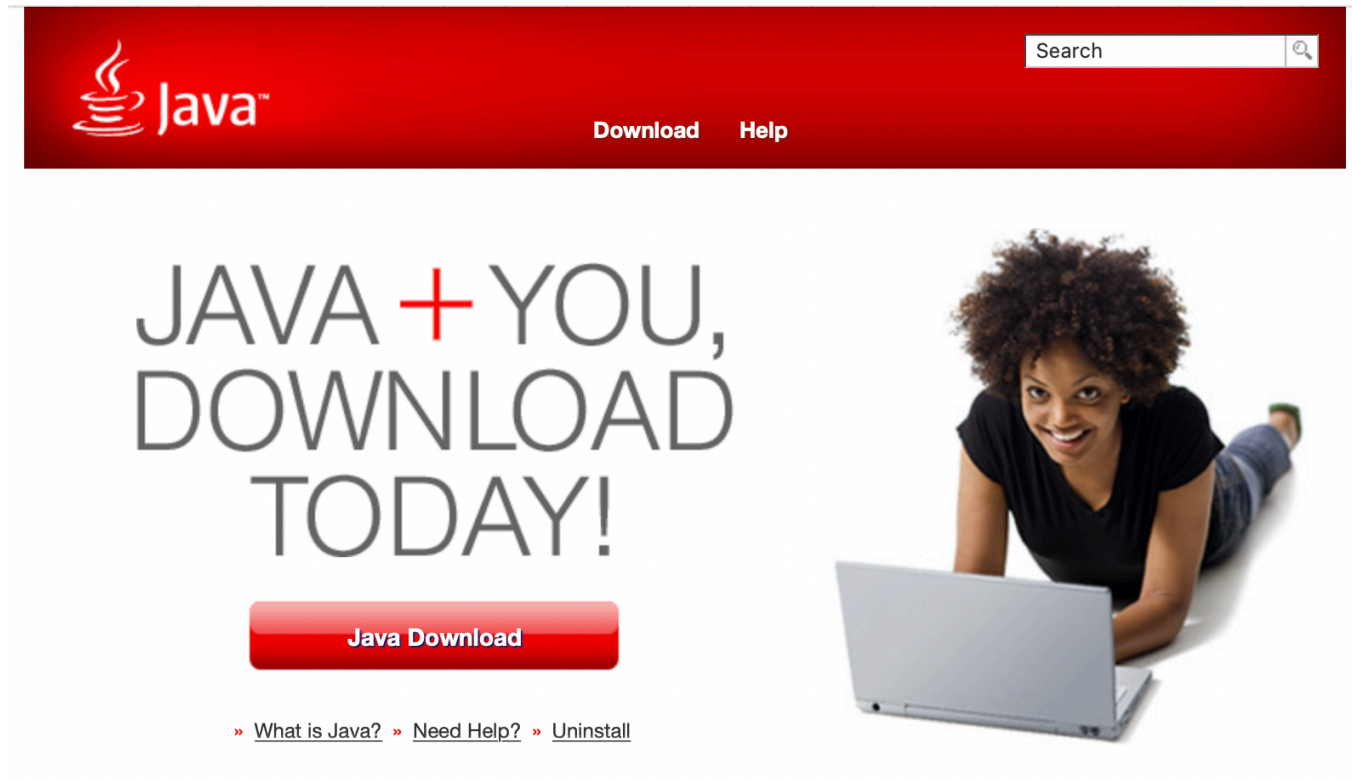 Java™
Search
Download Help
JAVA + YOU,
DOWNLOAD
TODAY!
Java Download
» What is Java? » Need Help? » Uninstall